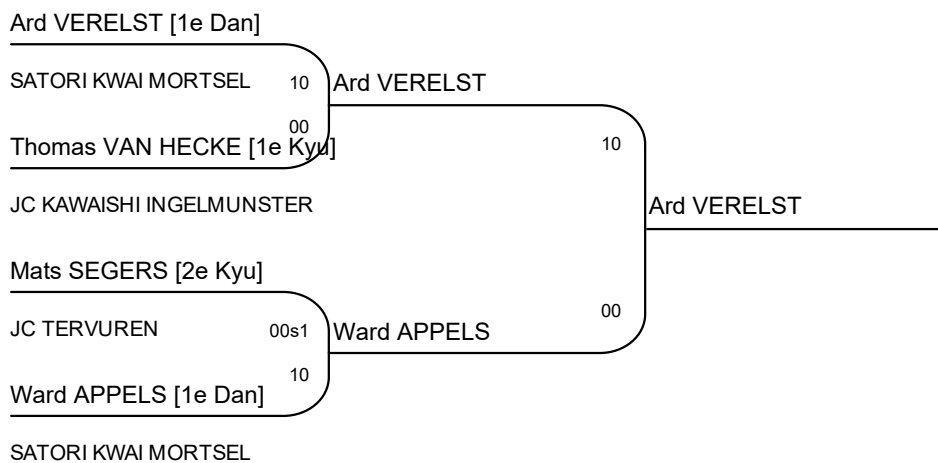 Ard VERELST [1e Dan]
SATORI KWAI MORTSEL 10 Ard VERELST
00
Thomas VAN HECKE [1e Kyu] 10
JC KAWAISHI INGELMUNSTER Ard VERELST
Mats SEGERS [2e Kyu]
00
JC TERVUREN 00s1 Ward APPELS
10
Ward APPELS [1e Dan]
SATORI KWAI MORTSEL